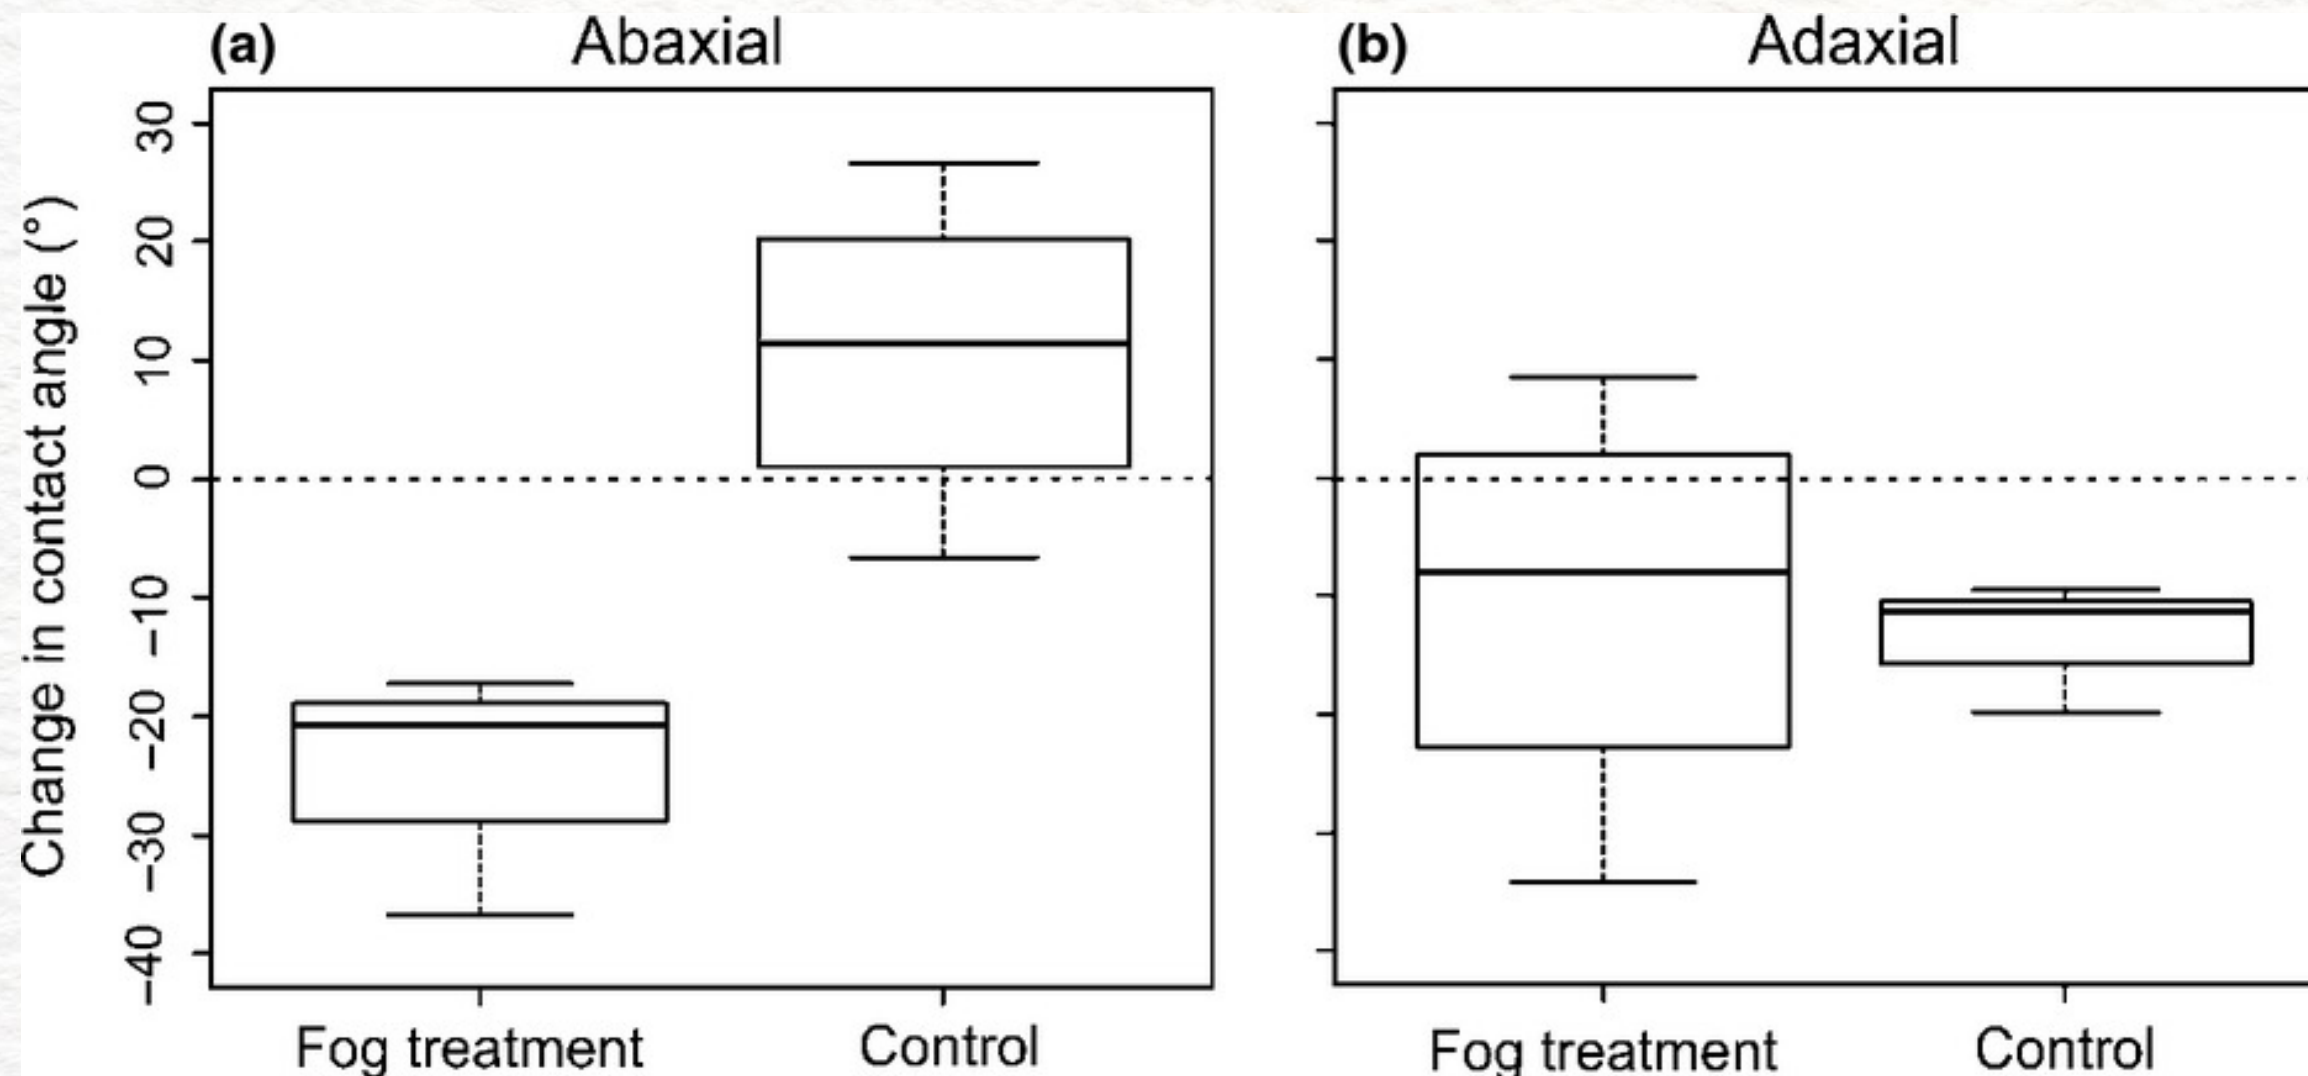 (a) Abaxial
(b) Adaxial
Change in contact angle (°)
30
20
10
0
–10
–20
–30
–40
Fog treatment Control
Fog treatment Control